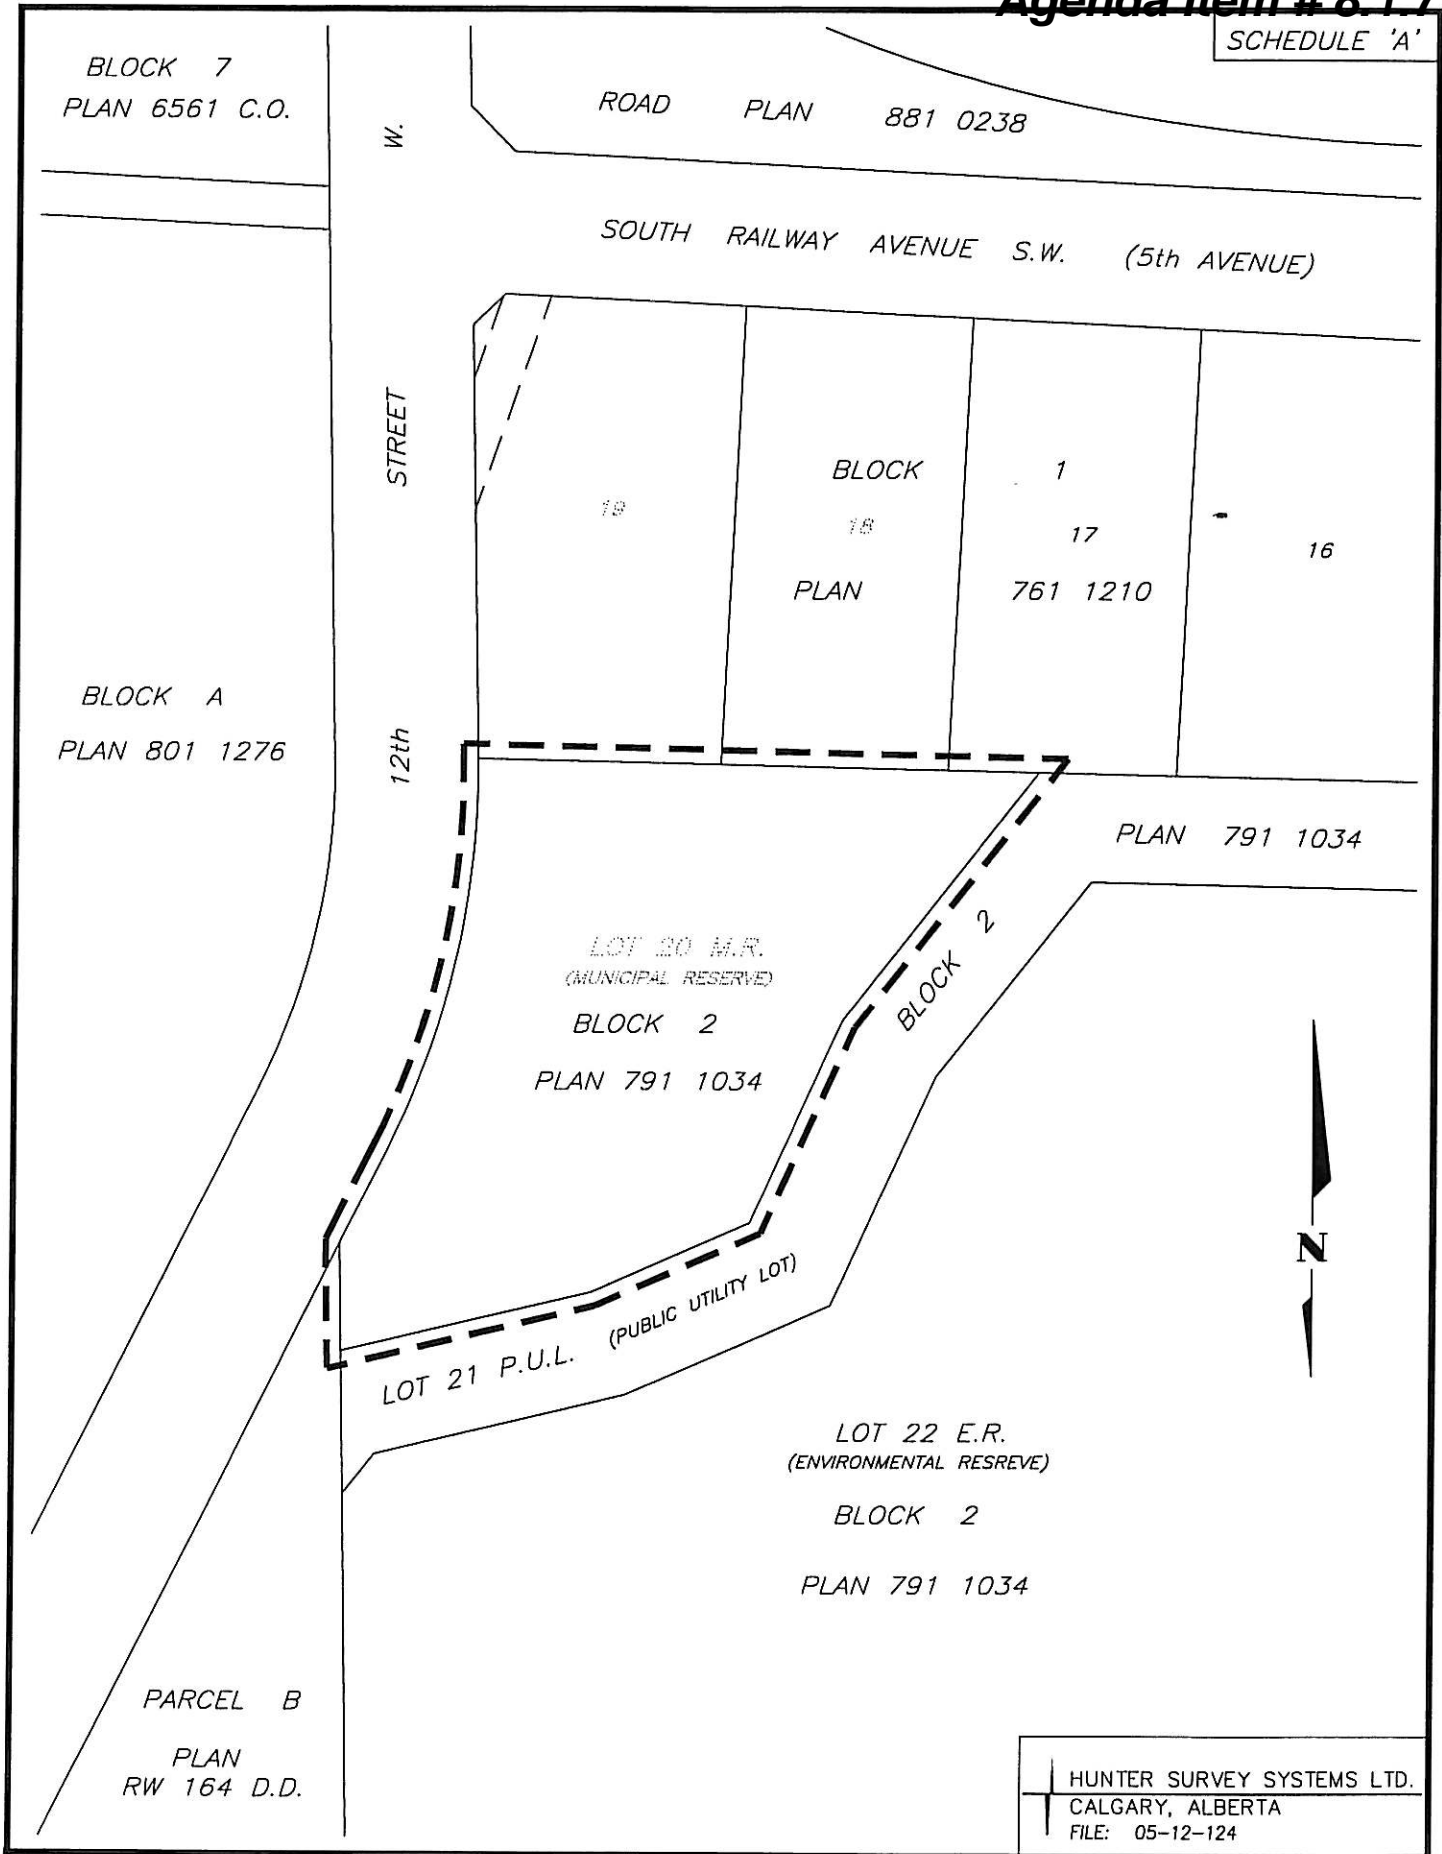 Agenda Item # 8.1.7
SCHEDULE 'A'
BLOCK 7
PLAN 6561 C.O.
ROAD PLAN 881 0238
SOUTH RAILWAY AVENUE S.W. (5th AVENUE)
12th STREET W.
BLOCK 1
19
18
17
16
PLAN 761 1210
BLOCK A
PLAN 801 1276
PLAN 791 1034
BLOCK 2
LOT 20 M.R.
(MUNICIPAL RESERVE)
BLOCK 2
PLAN 791 1034
LOT 21 P.U.L. (PUBLIC UTILITY LOT)
N
LOT 22 E.R.
(ENVIRONMENTAL RESREVE)
BLOCK 2
PLAN 791 1034
PARCEL B
PLAN
RW 164 D.D.
HUNTER SURVEY SYSTEMS LTD.
CALGARY, ALBERTA
FILE: 05-12-124